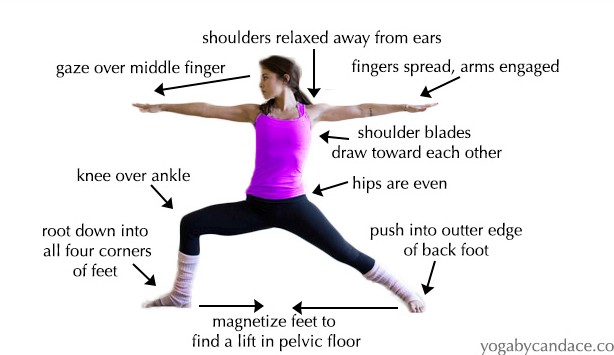 shoulders relaxed away from ears
gaze over middle finger
fingers spread, arms engaged
shoulder blades
draw toward each other
knee over ankle
hips are even
root down into
all four corners
of feet
push into outter edge
of back foot
magnetize feet to
find a lift in pelvic floor
yogabycandace.co